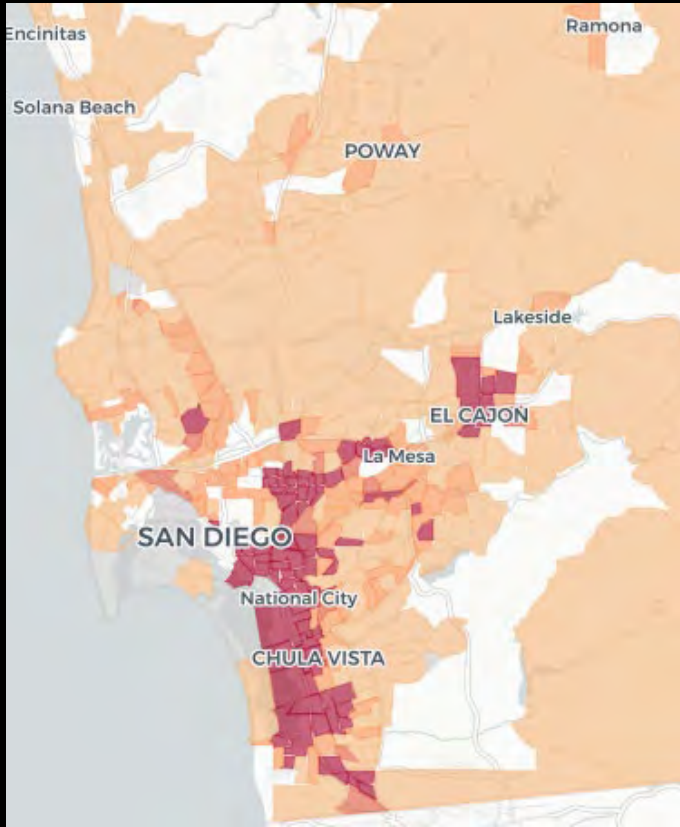 Encinitas
Ramona
Solana Beach
POWAY
Lakeside
EL CAJON
La Mesa
SAN DIEGO
National City
CHULA VISTA